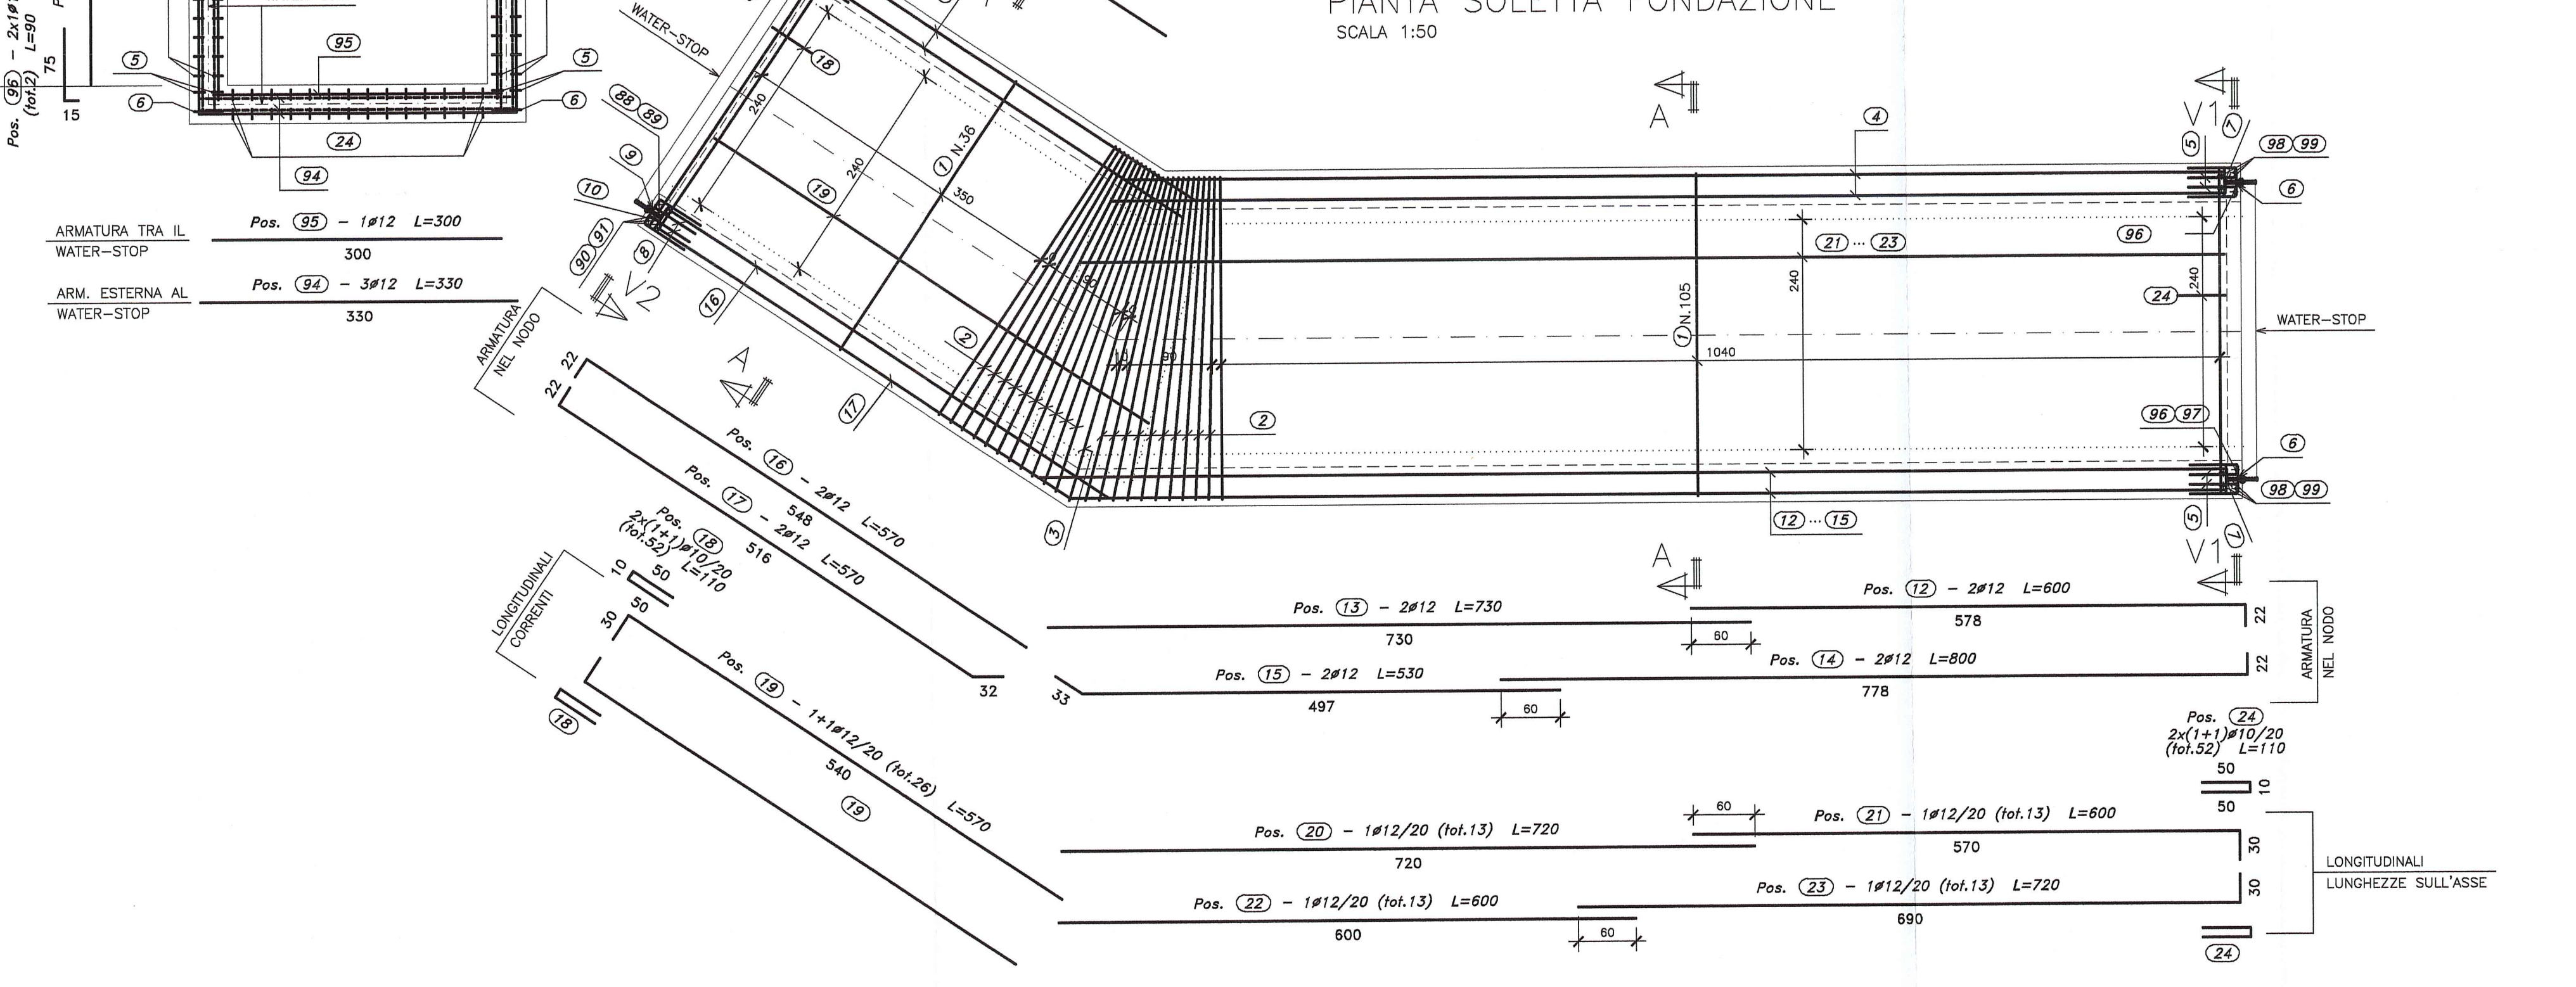 PIANTA SOLETTA FONDAZIONE
SCALA 1:50
Pos. 96 - 2x1ø1
(tot.2) L=90
75
15
95
5
5
6
6
24
94
ARMATURA TRA IL
WATER-STOP
Pos. 95 - 1ø12 L=300
300
ARM. ESTERNA AL
WATER-STOP
Pos. 94 - 3ø12 L=330
330
WATER-STOP
18
240
88 89
9
10
90 91
8
V2
16
17
19
240
1 N.36
350
90
2
3
A
A
A
4
V1
7
5
98 99
6
96
21 ... 23
240
240
24
WATER-STOP
1 N.105
1040
10
90
2
96 97
6
98 99
5
7
12 ... 15
A
V1
ARMATURA
NEL NODO
22
22
Pos. 16 - 2ø12 L=570
548
Pos. 17 - 2ø12 L=570
516
32
Pos. 18
2x(1+1)ø10/20
(tot.52) L=110
10
50
50
LONGITUDINALI
CORRENTI
30
Pos. 19 - 1+1ø12/20 (tot.26) L=570
540
19
18
Pos. 13 - 2ø12 L=730
730
60
Pos. 12 - 2ø12 L=600
578
22
33
Pos. 15 - 2ø12 L=530
497
60
Pos. 14 - 2ø12 L=800
778
22
ARMATURA
NEL NODO
Pos. 24
2x(1+1)ø10/20
(tot.52) L=110
50
10
50
Pos. 20 - 1ø12/20 (tot.13) L=720
720
60
Pos. 21 - 1ø12/20 (tot.13) L=600
570
30
Pos. 22 - 1ø12/20 (tot.13) L=600
600
60
Pos. 23 - 1ø12/20 (tot.13) L=720
690
30
24
LONGITUDINALI
LUNGHEZZE SULL'ASSE